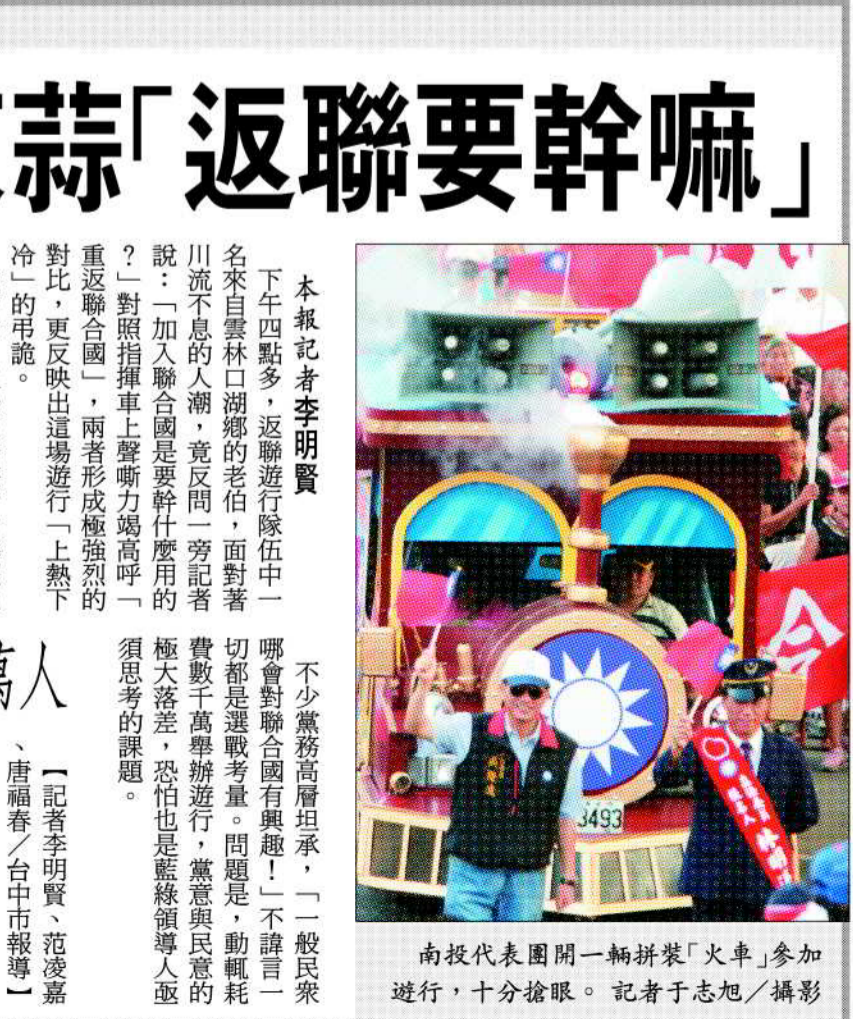 蒜「返聯要幹嘛」
本報記者李明賢
下午四點多，返聯遊行隊伍中一
名來自雲林口湖鄉的老伯，面對著
川流不息的人潮，竟反問一旁記者
說：「加入聯合國是要幹什麼用的
？」對照指揮車上聲嘶力竭高呼「
重返聯合國」，兩者形成極強烈的
對比，更反映出這場遊行「上熱下
冷」的弔詭。
不少黨務高層坦承，「一般民眾
哪會對聯合國有興趣！」不諱言一
切都是選戰考量。問題是，動輒耗
費數千萬舉辦遊行，黨意與民意的
極大落差，恐怕也是藍綠領導人亟
須思考的課題。
萬人
【記者李明賢、范凌嘉
、唐福春／台中市報導】
3493
南投代表團開一輛拼裝「火車」參加
遊行，十分搶眼。 記者于志旭／攝影